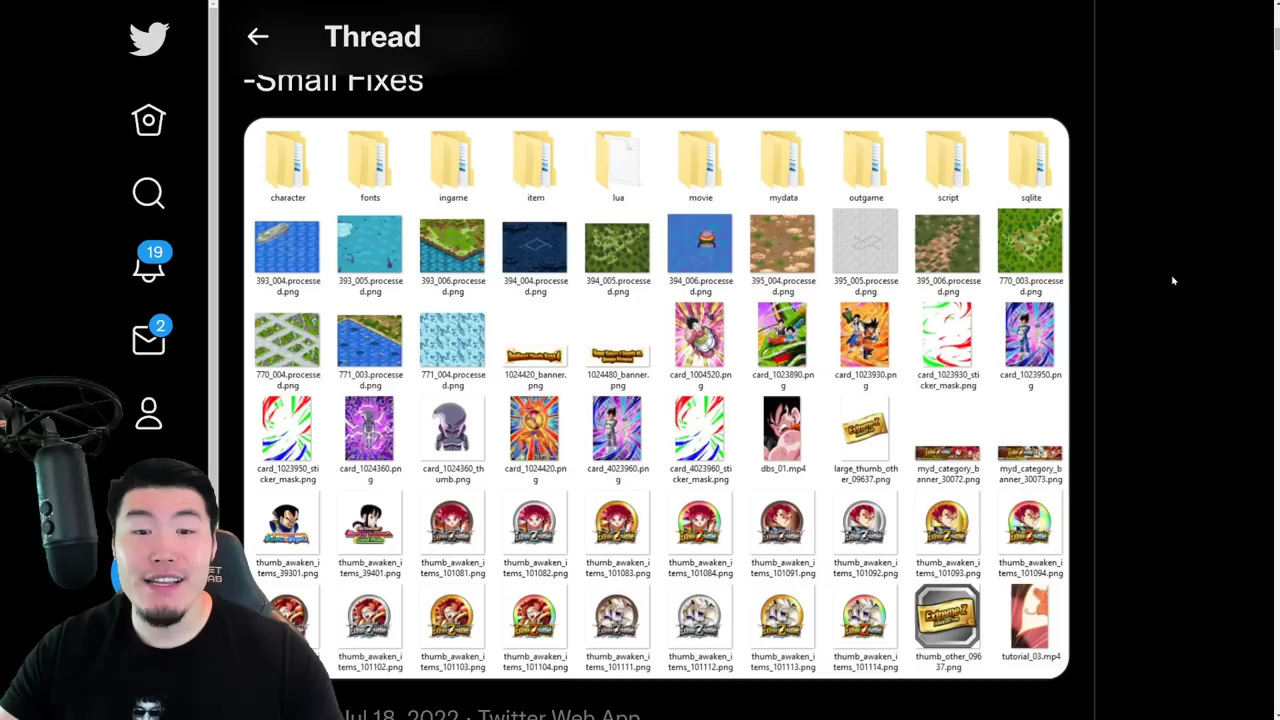 Thread
-Small Fixes
19
2
character fonts ingame item lua movie mydata outgame script sqlite
393_004.processe 393_005.processe 393_006.processe 394_004.processe 394_005.processe 394_006.processe 395_004.processe 395_005.processe 395_006.processe 770_003.processe
d.png d.png d.png d.png d.png d.png d.png d.png d.png d.png
770_004.processe 771_003.processe 771_004.processe 1024420_banner. 1024480_banner. card_1004520.pn card_1023890.pn card_1023930.pn card_1023930_sti card_1023950.pn
d.png d.png d.png png png g g g cker_mask.png g
card_1023950_sti card_1024360.pn card_1024360_th card_1024420.pn card_4023960.pn card_4023960_sti dbs_01.mp4 large_thumb_oth myd_category_b myd_category_b
cker_mask.png g umb.png g g cker_mask.png er_09637.png anner_30072.png anner_30073.png
thumb_awaken_i thumb_awaken_i thumb_awaken_i thumb_awaken_i thumb_awaken_i thumb_awaken_i thumb_awaken_i thumb_awaken_i thumb_awaken_i thumb_awaken_i
tems_39301.png tems_39401.png tems_101081.png tems_101082.png tems_101083.png tems_101084.png tems_101091.png tems_101092.png tems_101093.png tems_101094.png
Extreme Z
thumb_awaken_i thumb_awaken_i thumb_awaken_i thumb_awaken_i thumb_awaken_i thumb_awaken_i thumb_awaken_i thumb_other_096 tutorial_03.mp4
tems_101102.png tems_101103.png tems_101104.png tems_101111.png tems_101112.png tems_101113.png tems_101114.png 37.png
Jul 18, 2022 · Twitter Web App